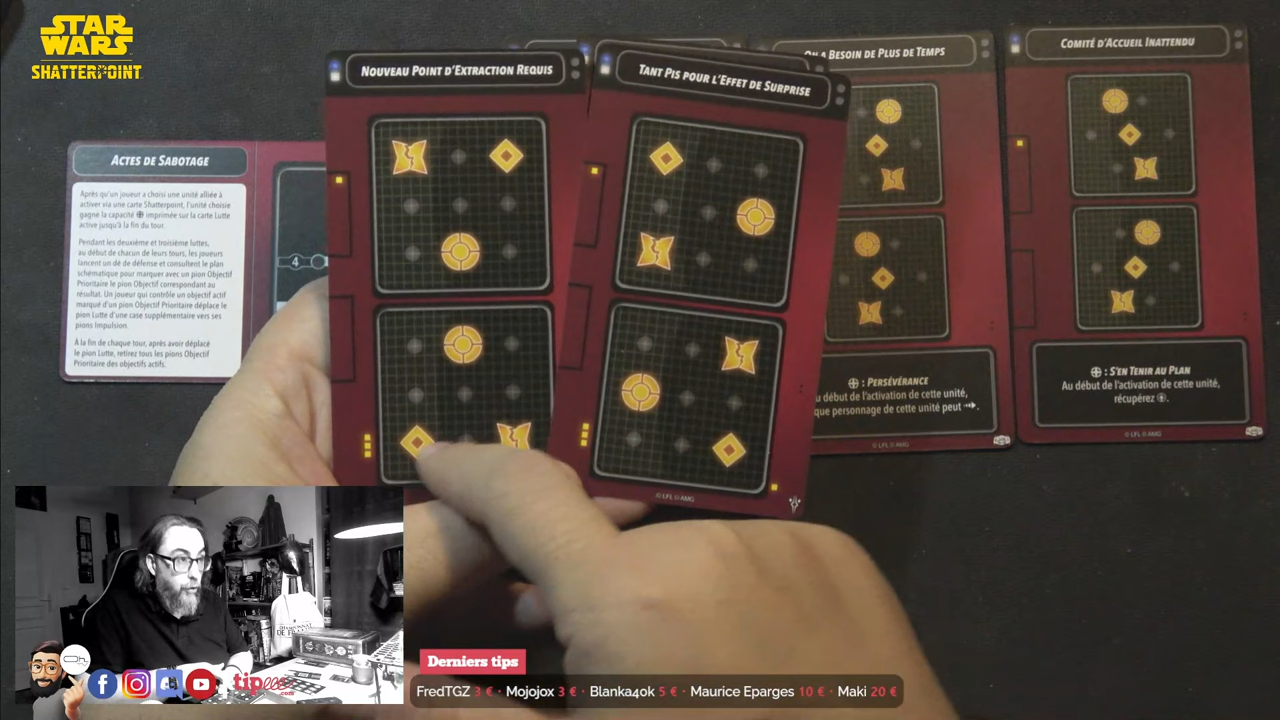 STAR
WARS
SHATTERPOINT
ACTES DE SABOTAGE
Après qu'un joueur a choisi une unité alliée à
activer via une carte Shatterpoint, l'unité choisie
gagne la capacité imprimée sur la carte Lutte
active jusqu'à la fin du tour.
Pendant les deuxième et troisième luttes,
au début de chacun de leurs tours, les joueurs
lancent un dé de défense et consultent le plan
schématique pour marquer avec un pion Objectif
Prioritaire le pion Objectif correspondant au
résultat. Un joueur qui contrôle un objectif actif
marqué d'un pion Objectif Prioritaire déplace le
pion Lutte d'une case supplémentaire vers ses
pions Impulsion.
À la fin de chaque tour, après avoir déplacé
le pion Lutte, retirez tous les pions Objectif
Prioritaire des objectifs actifs.
4
NOUVEAU POINT D'EXTRACTION REQUIS
TANT PIS POUR L'EFFET DE SURPRISE
© LFL © AMG
A BESOIN DE PLUS DE TEMPS
: PERSÉVÉRANCE
u début de l'activation de cette unité,
que personnage de cette unité peut
© LFL © AMG
COMITÉ D'ACCUEIL INATTENDU
: S'EN TENIR AU PLAN
Au début de l'activation de cette unité,
récupérez
© LFL © AMG
CHAMPIONNAT
DE FRANCE
Oh,
tipeee
.com
Derniers tips
FredTGZ 3 € · Mojojox 3 € · Blanka40k 5 € · Maurice Eparges 10 € · Maki 20 €